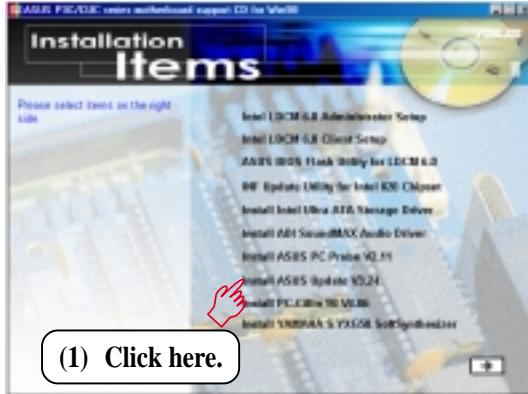 ASUS P3C/CUC series motherboard support CD for Win98
Installation
Items
Please select items on the right
side.
Intel LDCM 6.0 Administrator Setup
Intel LDCM 6.0 Client Setup
ASUS BIOS Flash Utility for LDCM 6.0
INF Update Utility for Intel 820 Chipset
Install Intel Ultra ATA Storage Driver
Install ADI SoundMAX Audio Driver
Install ASUS PC Probe V2.11
Install ASUS Update V3.24
Install PC-Cillin 98 V6.06
Install YAMAHA S-YXG50 SoftSynthesizer
(1) Click here.